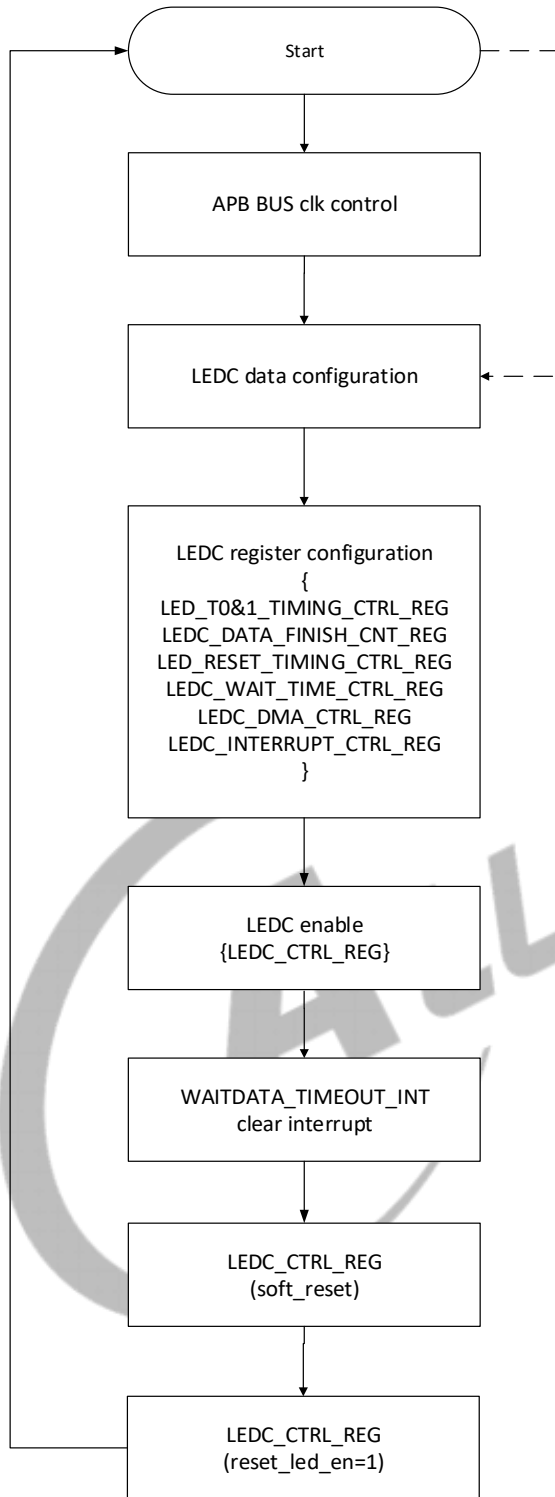 Start
APB BUS clk control
LEDC data configuration
LEDC register configuration
{
LED_T0&1_TIMING_CTRL_REG
LEDC_DATA_FINISH_CNT_REG
LED_RESET_TIMING_CTRL_REG
LEDC_WAIT_TIME_CTRL_REG
LEDC_DMA_CTRL_REG
LEDC_INTERRUPT_CTRL_REG
}
LEDC enable
{LEDC_CTRL_REG}
WAITDATA_TIMEOUT_INT
clear interrupt
LEDC_CTRL_REG
(soft_reset)
LEDC_CTRL_REG
(reset_led_en=1)